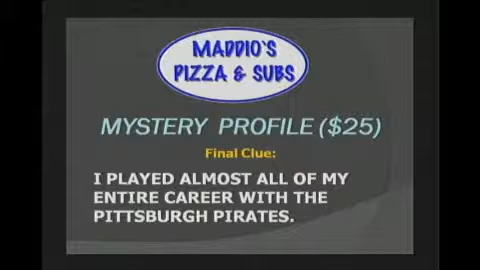 MADDIO'S
PIZZA & SUBS
MYSTERY PROFILE ($25)
Final Clue:
I PLAYED ALMOST ALL OF MY
ENTIRE CAREER WITH THE
PITTSBURGH PIRATES.